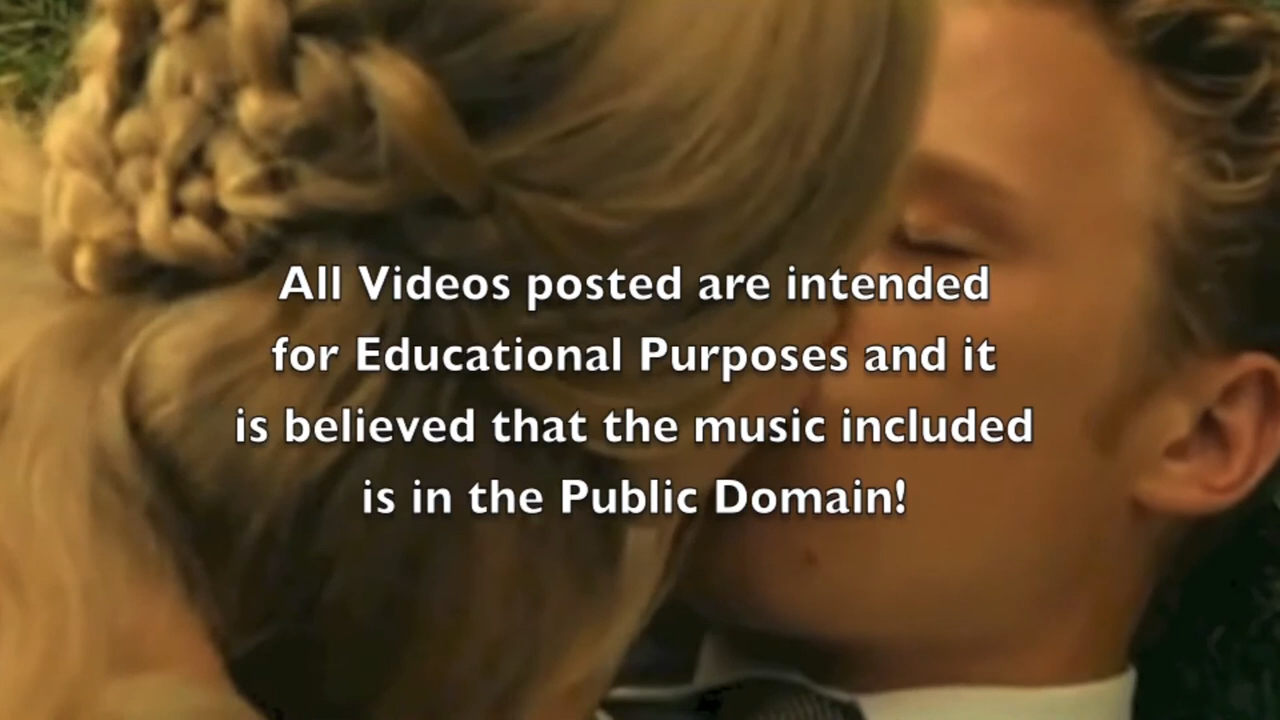 All Videos posted are intended
for Educational Purposes and it
is believed that the music included
is in the Public Domain!